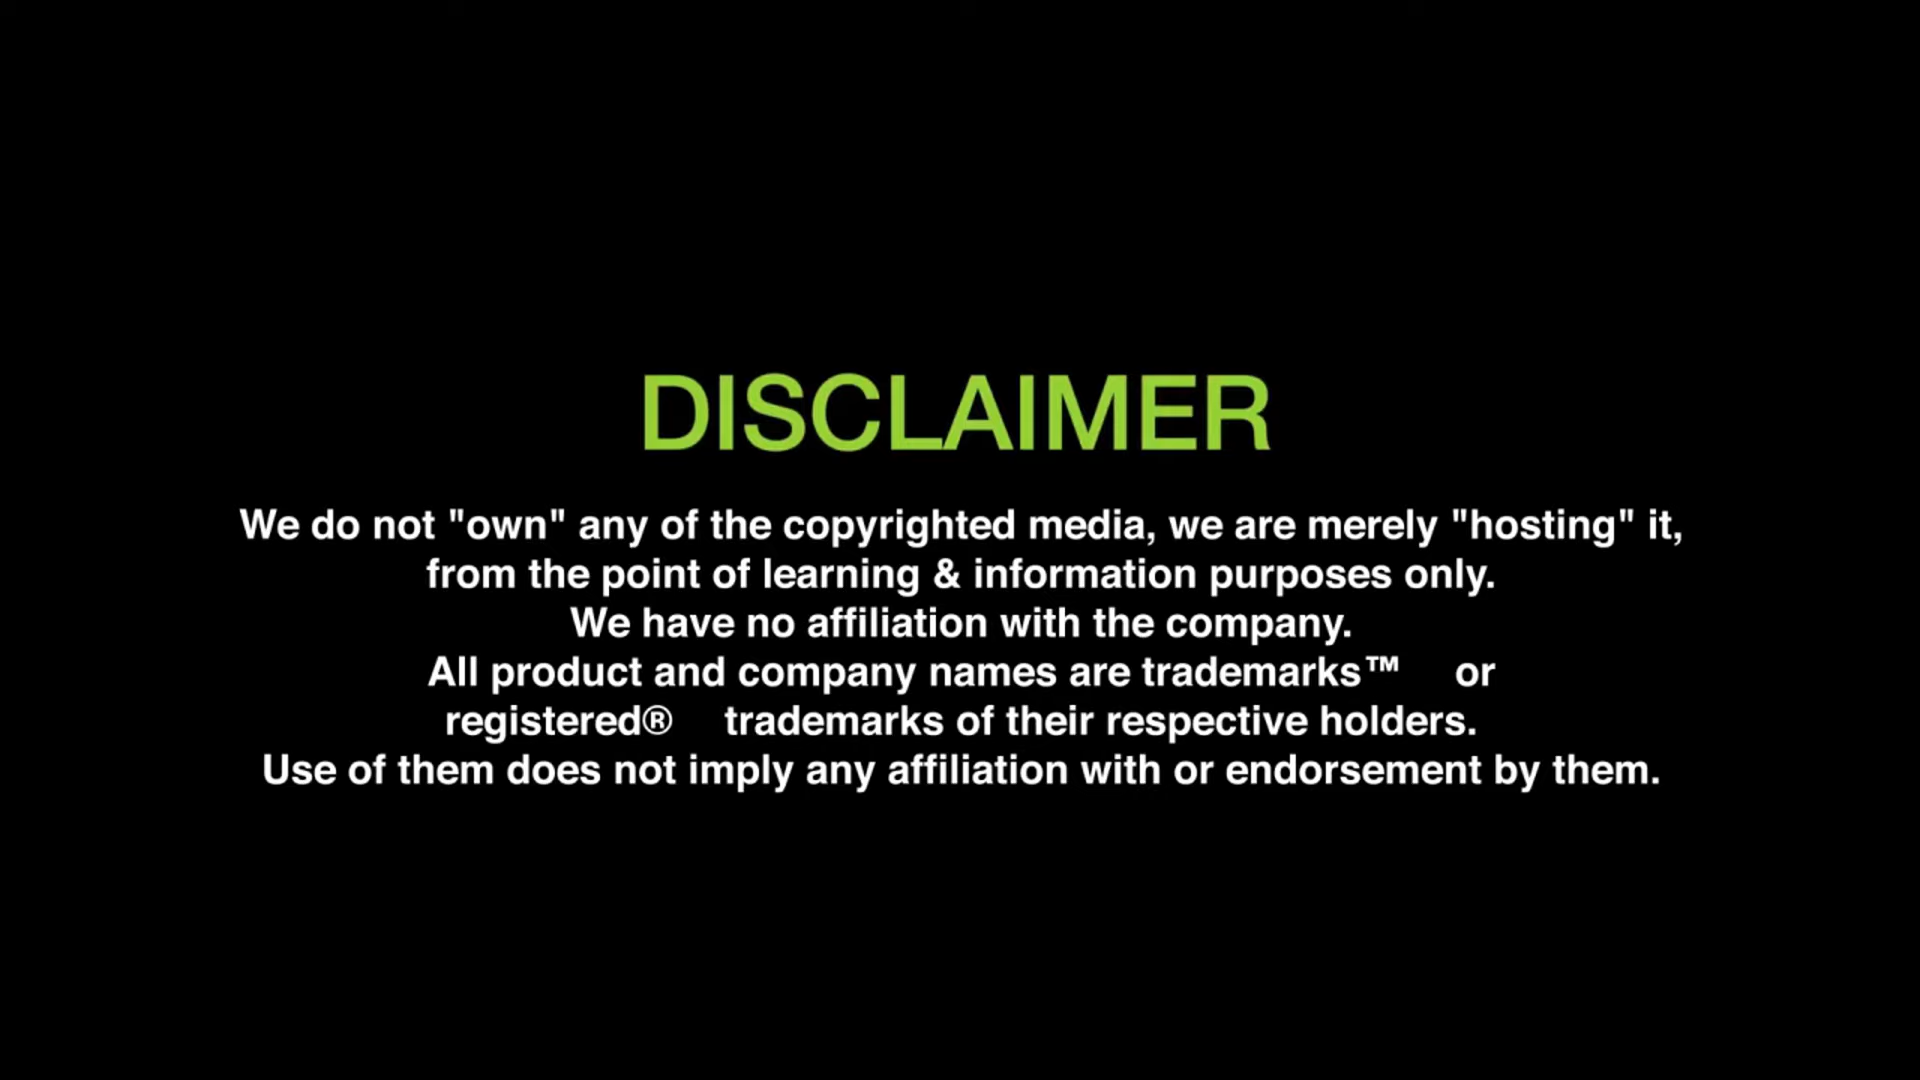 DISCLAIMER
We do not "own" any of the copyrighted media, we are merely "hosting" it,
from the point of learning & information purposes only.
We have no affiliation with the company.
All product and company names are trademarks™ or
registered® trademarks of their respective holders.
Use of them does not imply any affiliation with or endorsement by them.